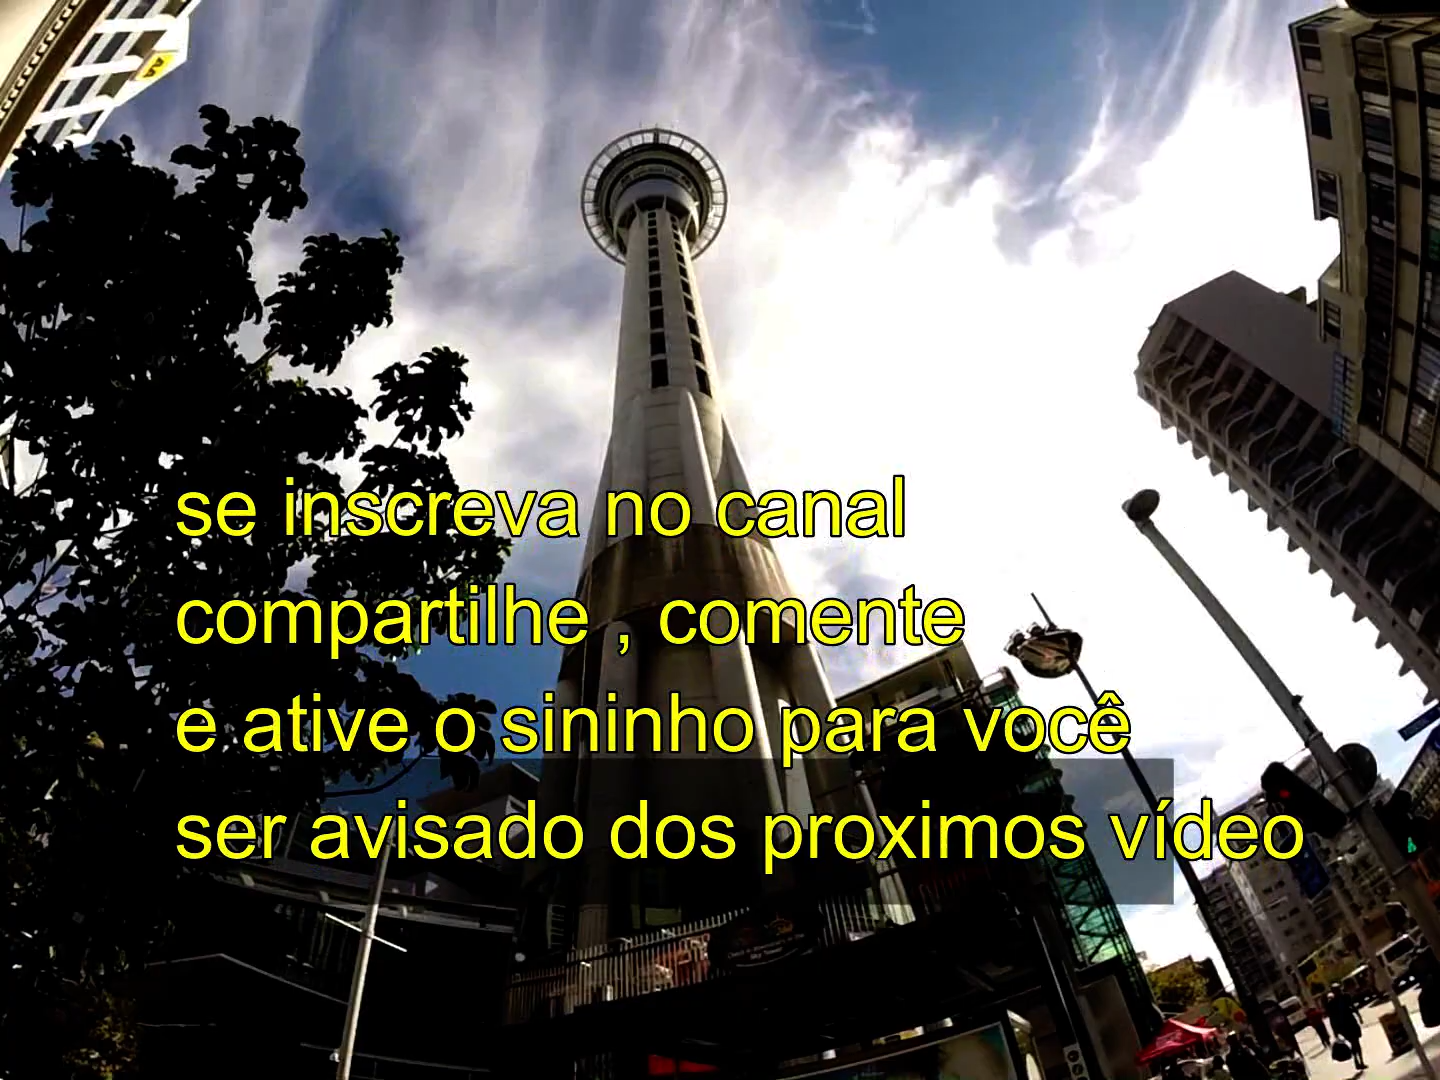 se inscreva no canal
compartilhe , comente
e ative o sininho para você
ser avisado dos proximos vídeo